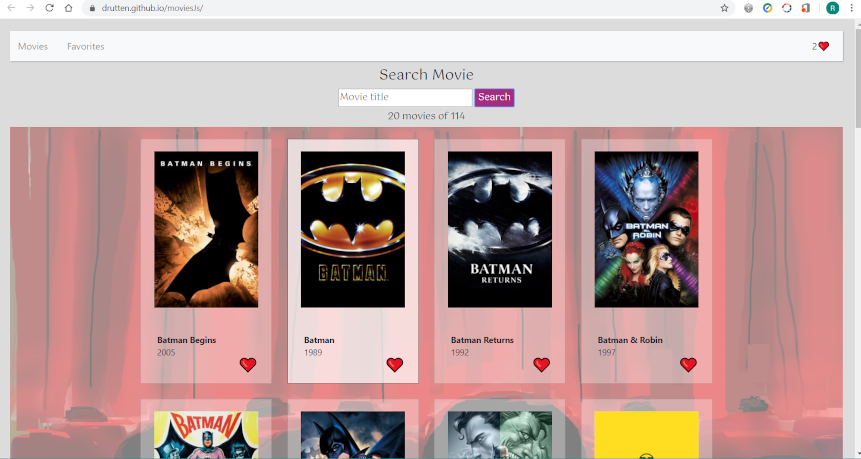 drutten.github.io/moviesJs/
R
Movies Favorites 2
Search Movie
Movie title Search
20 movies of 114
BATMAN BEGINS
BATMAN
BATMAN
RETURNS
BATMAN
& ROBIN
Batman Begins
2005
Batman
1989
Batman Returns
1992
Batman & Robin
1997
BATMAN